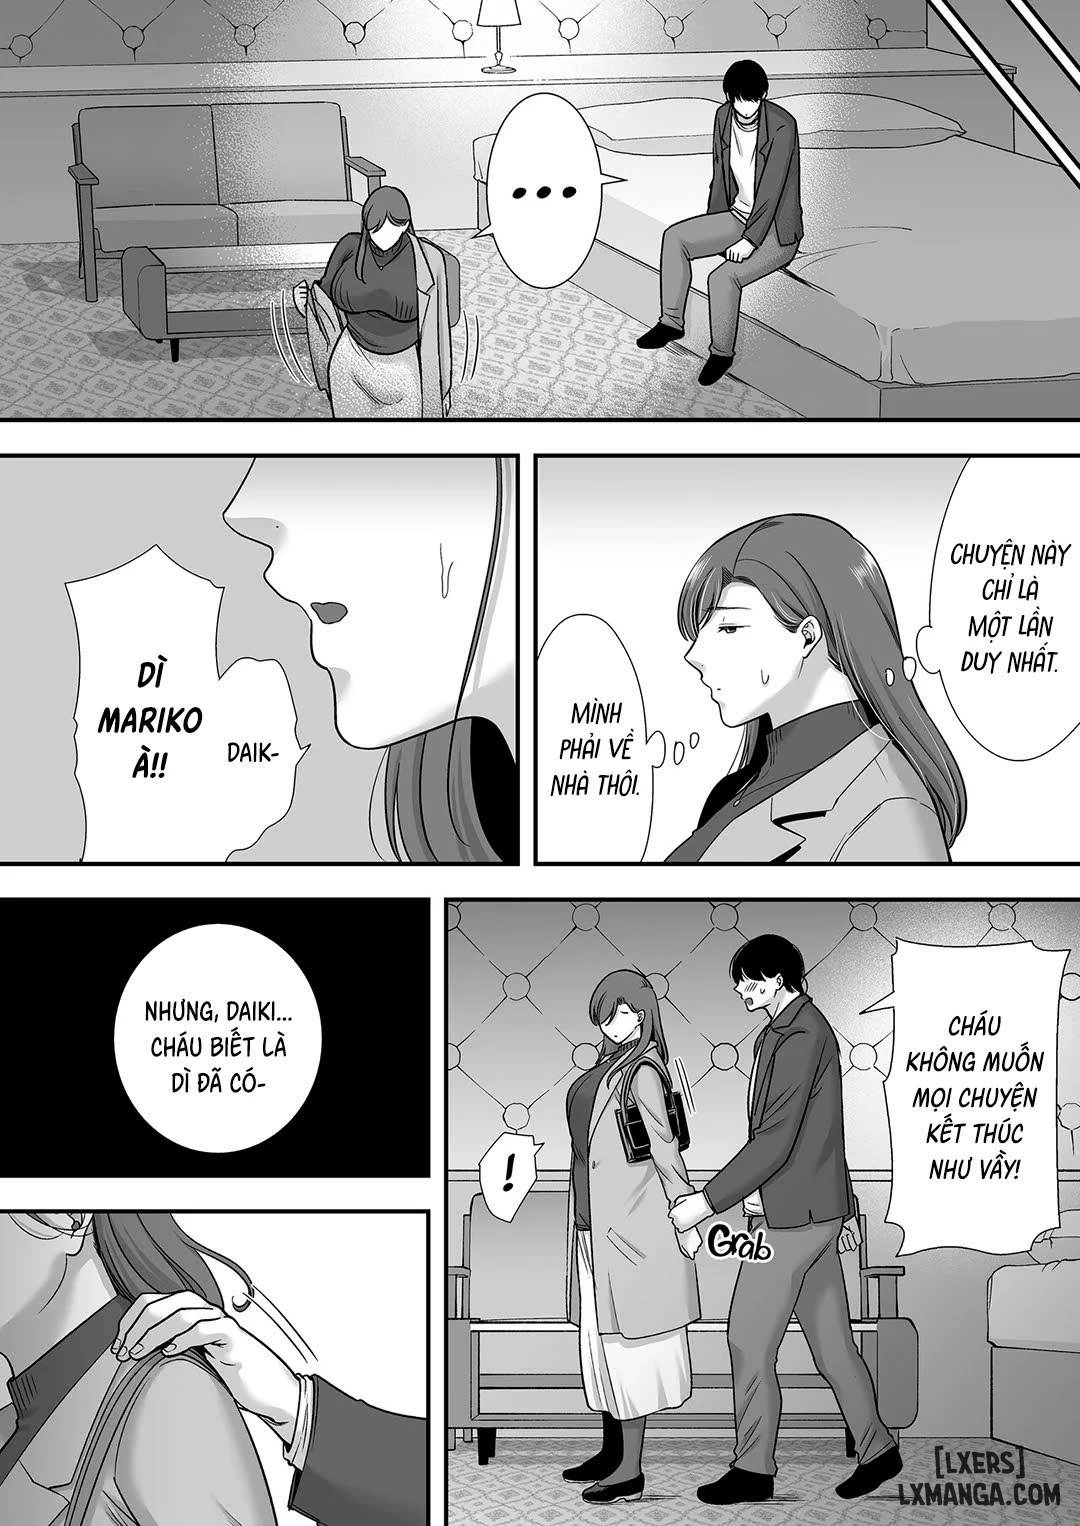 ...
CHUYỆN NÀY
CHỈ LÀ
MỘT LẦN
DUY NHẤT.
MÌNH
PHẢI VỀ
NHÀ THÔI.
DAIK-
DÌ
MARIKO
À!!
CHÁU
KHÔNG MUỐN
MỌI CHUYỆN
KẾT THÚC
NHƯ VẦY!
Grab
!
NHƯNG, DAIKI...
CHÁU BIẾT LÀ
DÌ ĐÃ CÓ-
[LXERS]
LXMANGA.COM